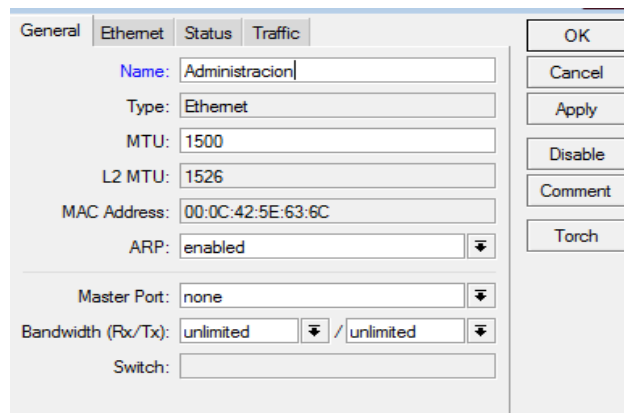 General Ethernet Status Traffic
OK
Name: Administracion
Cancel
Type: Ethernet
Apply
MTU: 1500
Disable
L2 MTU: 1526
Comment
MAC Address: 00:0C:42:5E:63:6C
Torch
ARP: enabled
Master Port: none
Bandwidth (Rx/Tx): unlimited / unlimited
Switch: